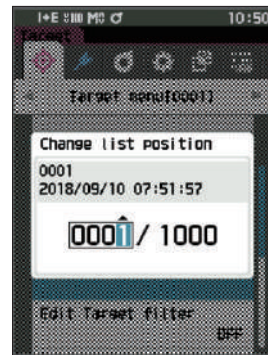 I+E M 10:50
Target
Target menu[0001]
Change list position
0001
2018/09/10 07:51:57
0001/ 1000
Edit Target filter
OFF